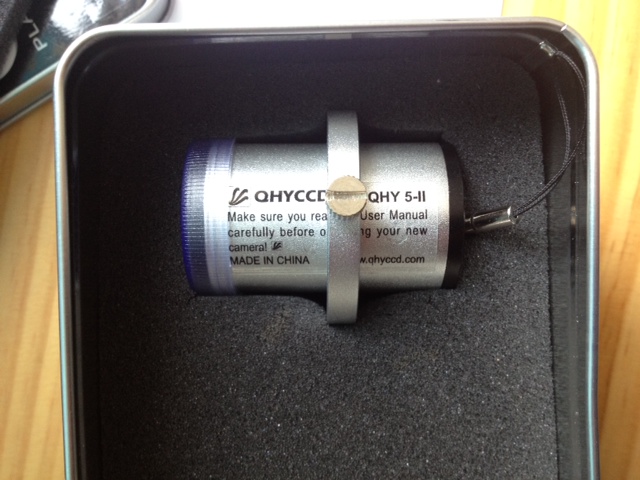 QHYCCD QHY 5-II
Make sure you User Manual
carefully before your new
camera!
MADE IN CHINA .qhyccd.com
PL